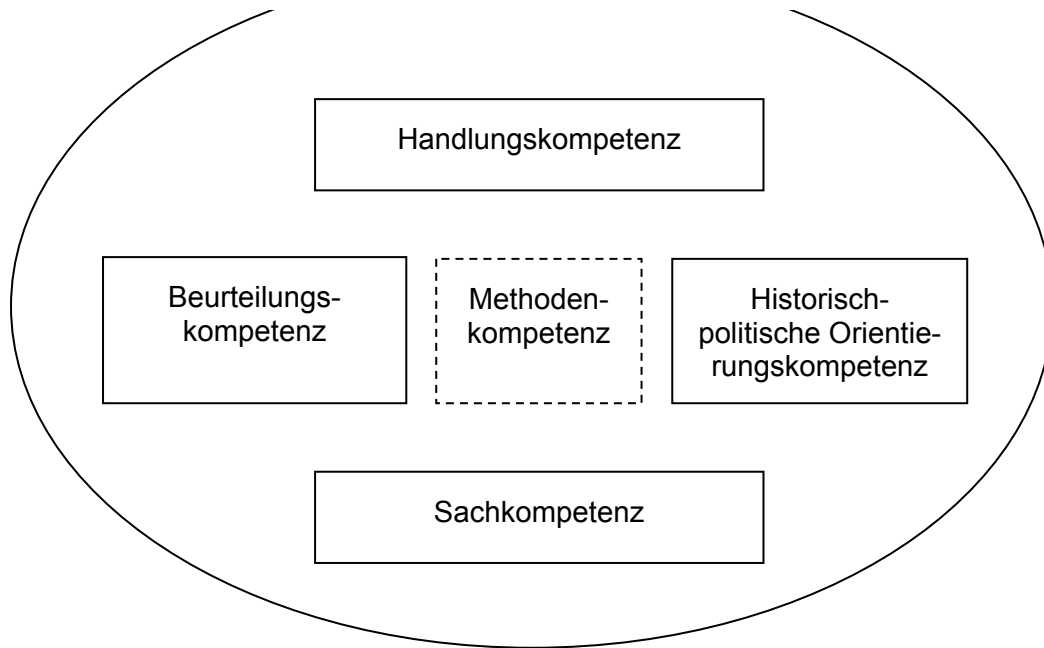 Handlungskompetenz
Beurteilungs-
kompetenz
Methoden-
kompetenz
Historisch-
politische Orientie-
rungskompetenz
Sachkompetenz